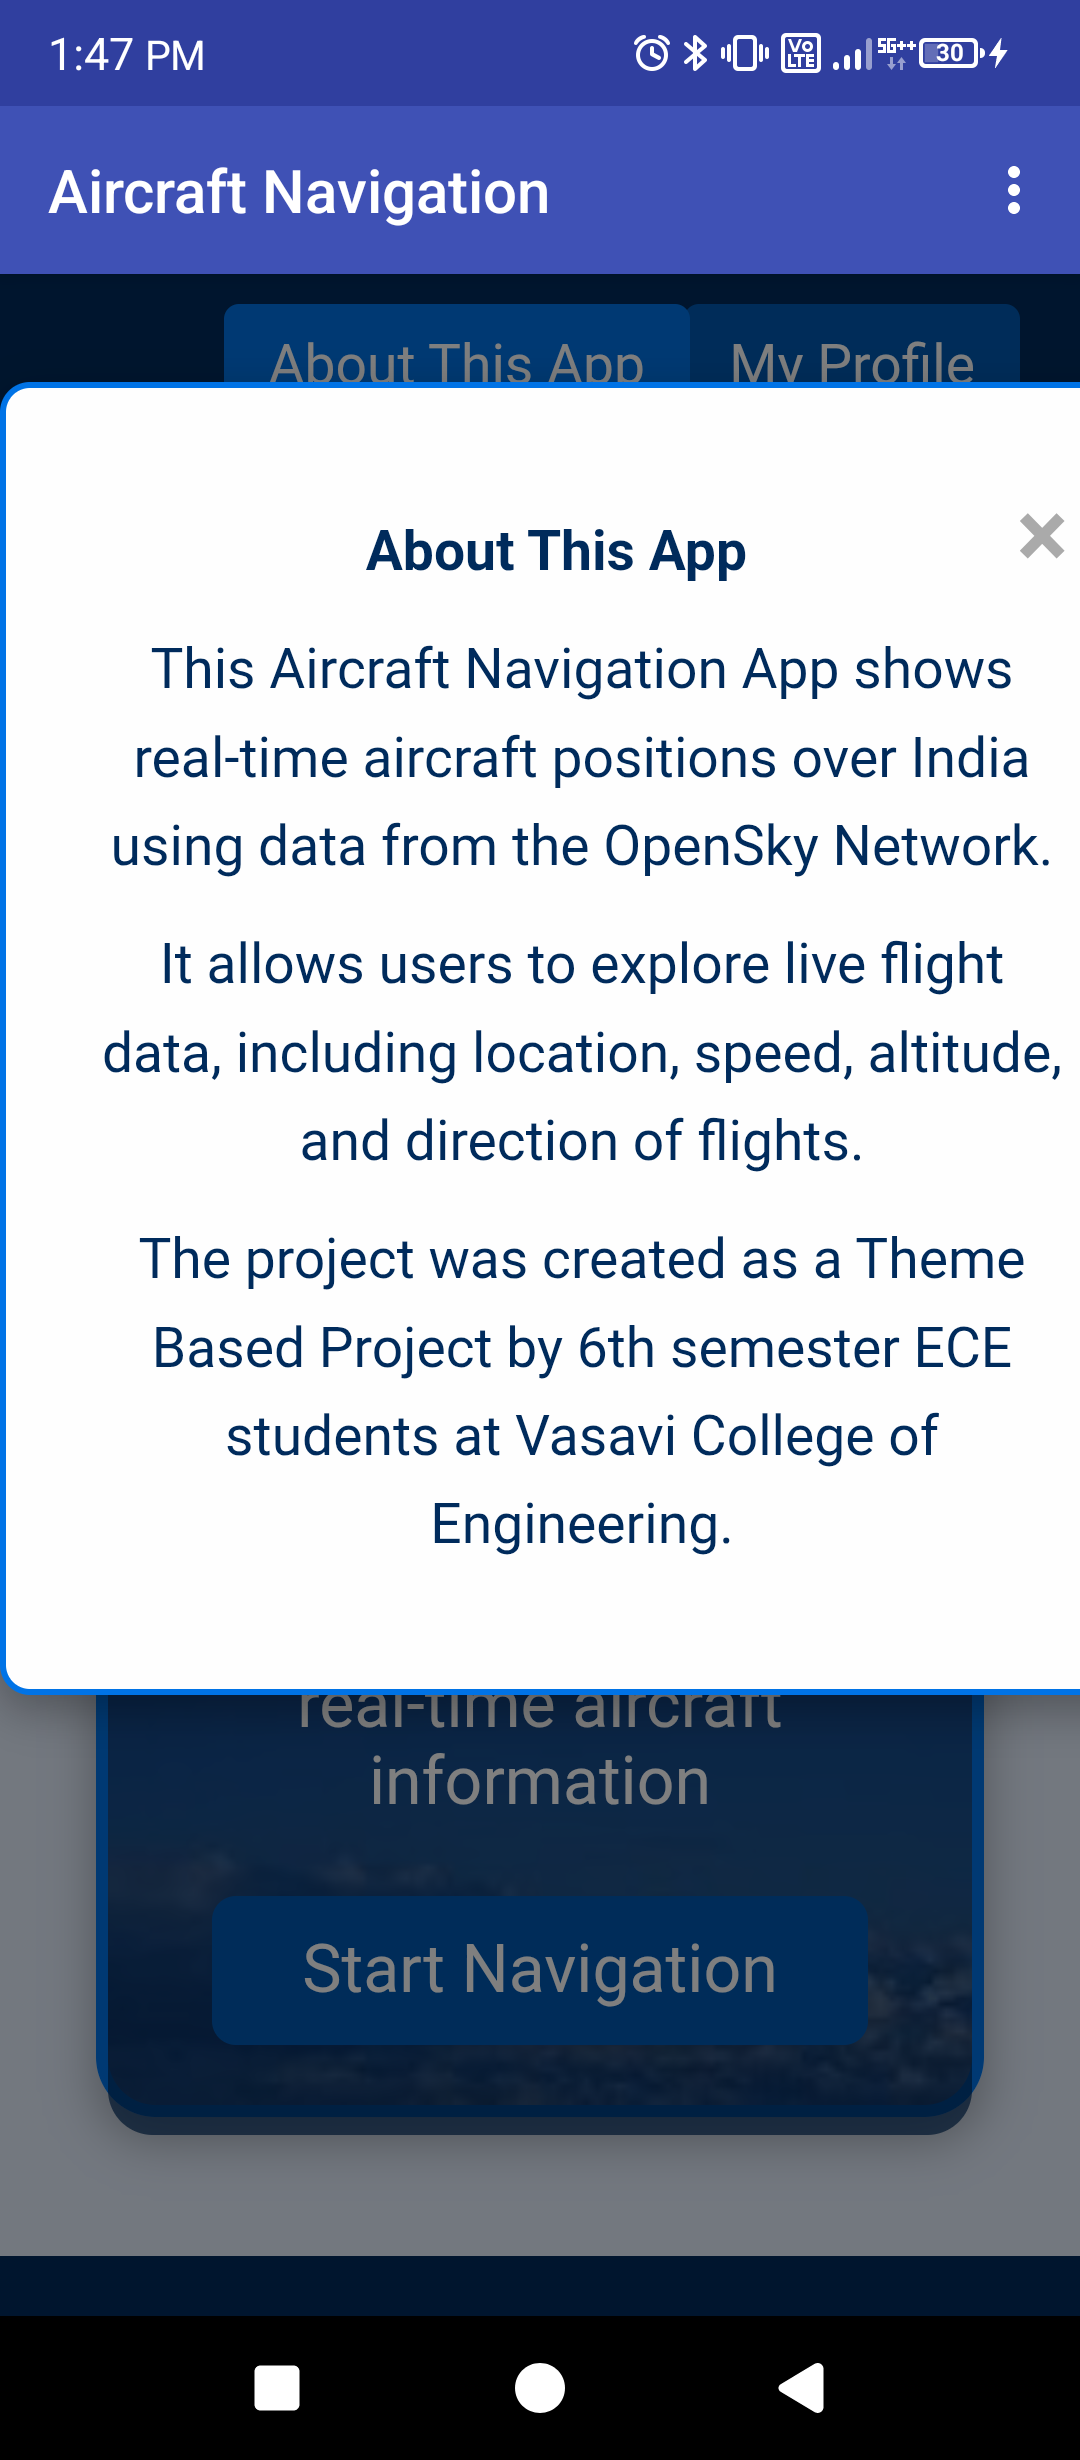 1:47 PM
Vo LTE 5G++ 30
Aircraft Navigation
About This App My Profile
About This App
×
This Aircraft Navigation App shows
real-time aircraft positions over India
using data from the OpenSky Network.
It allows users to explore live flight
data, including location, speed, altitude,
and direction of flights.
The project was created as a Theme
Based Project by 6th semester ECE
students at Vasavi College of
Engineering.
real-time aircraft
information
Start Navigation